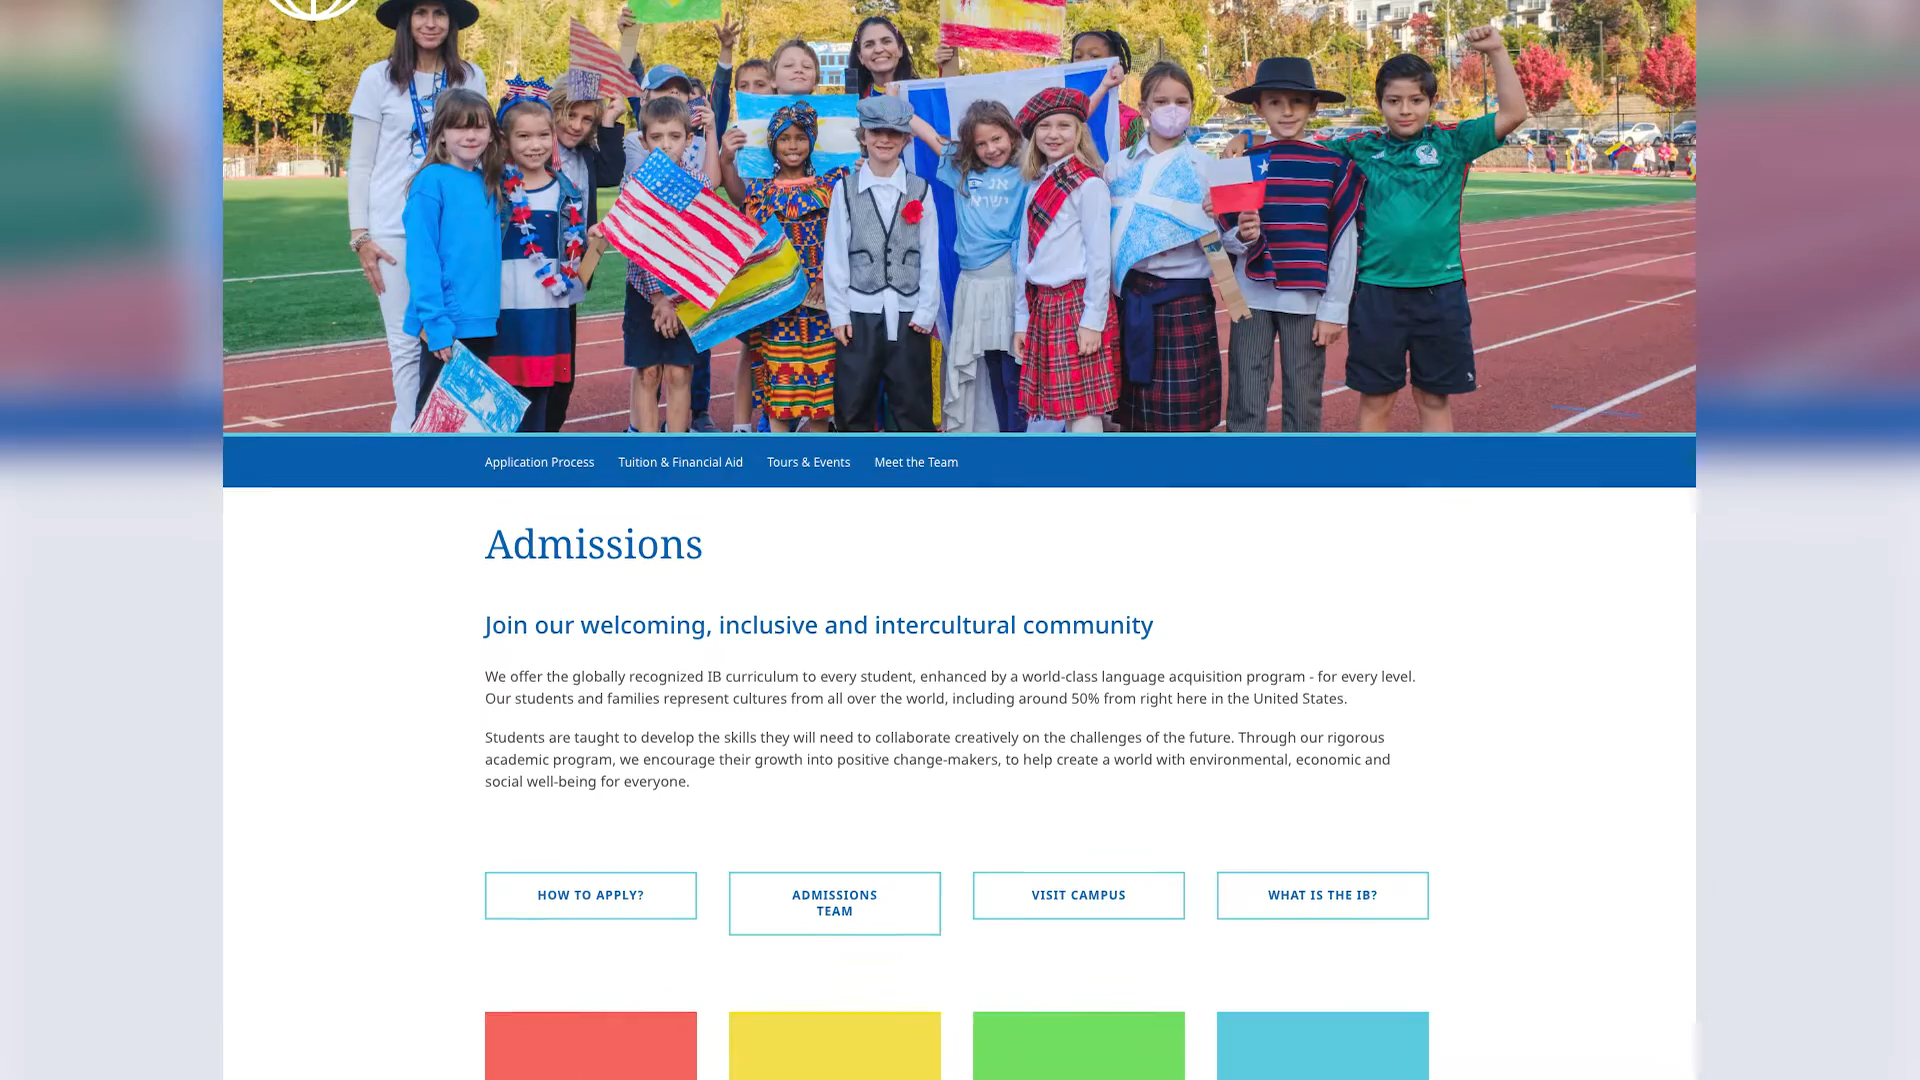 אני
ישראל
Application Process Tuition & Financial Aid Tours & Events Meet the Team
Admissions
Join our welcoming, inclusive and intercultural community
We offer the globally recognized IB curriculum to every student, enhanced by a world-class language acquisition program - for every level.
Our students and families represent cultures from all over the world, including around 50% from right here in the United States.
Students are taught to develop the skills they will need to collaborate creatively on the challenges of the future. Through our rigorous
academic program, we encourage their growth into positive change-makers, to help create a world with environmental, economic and
social well-being for everyone.
HOW TO APPLY?
ADMISSIONS
TEAM
VISIT CAMPUS
WHAT IS THE IB?